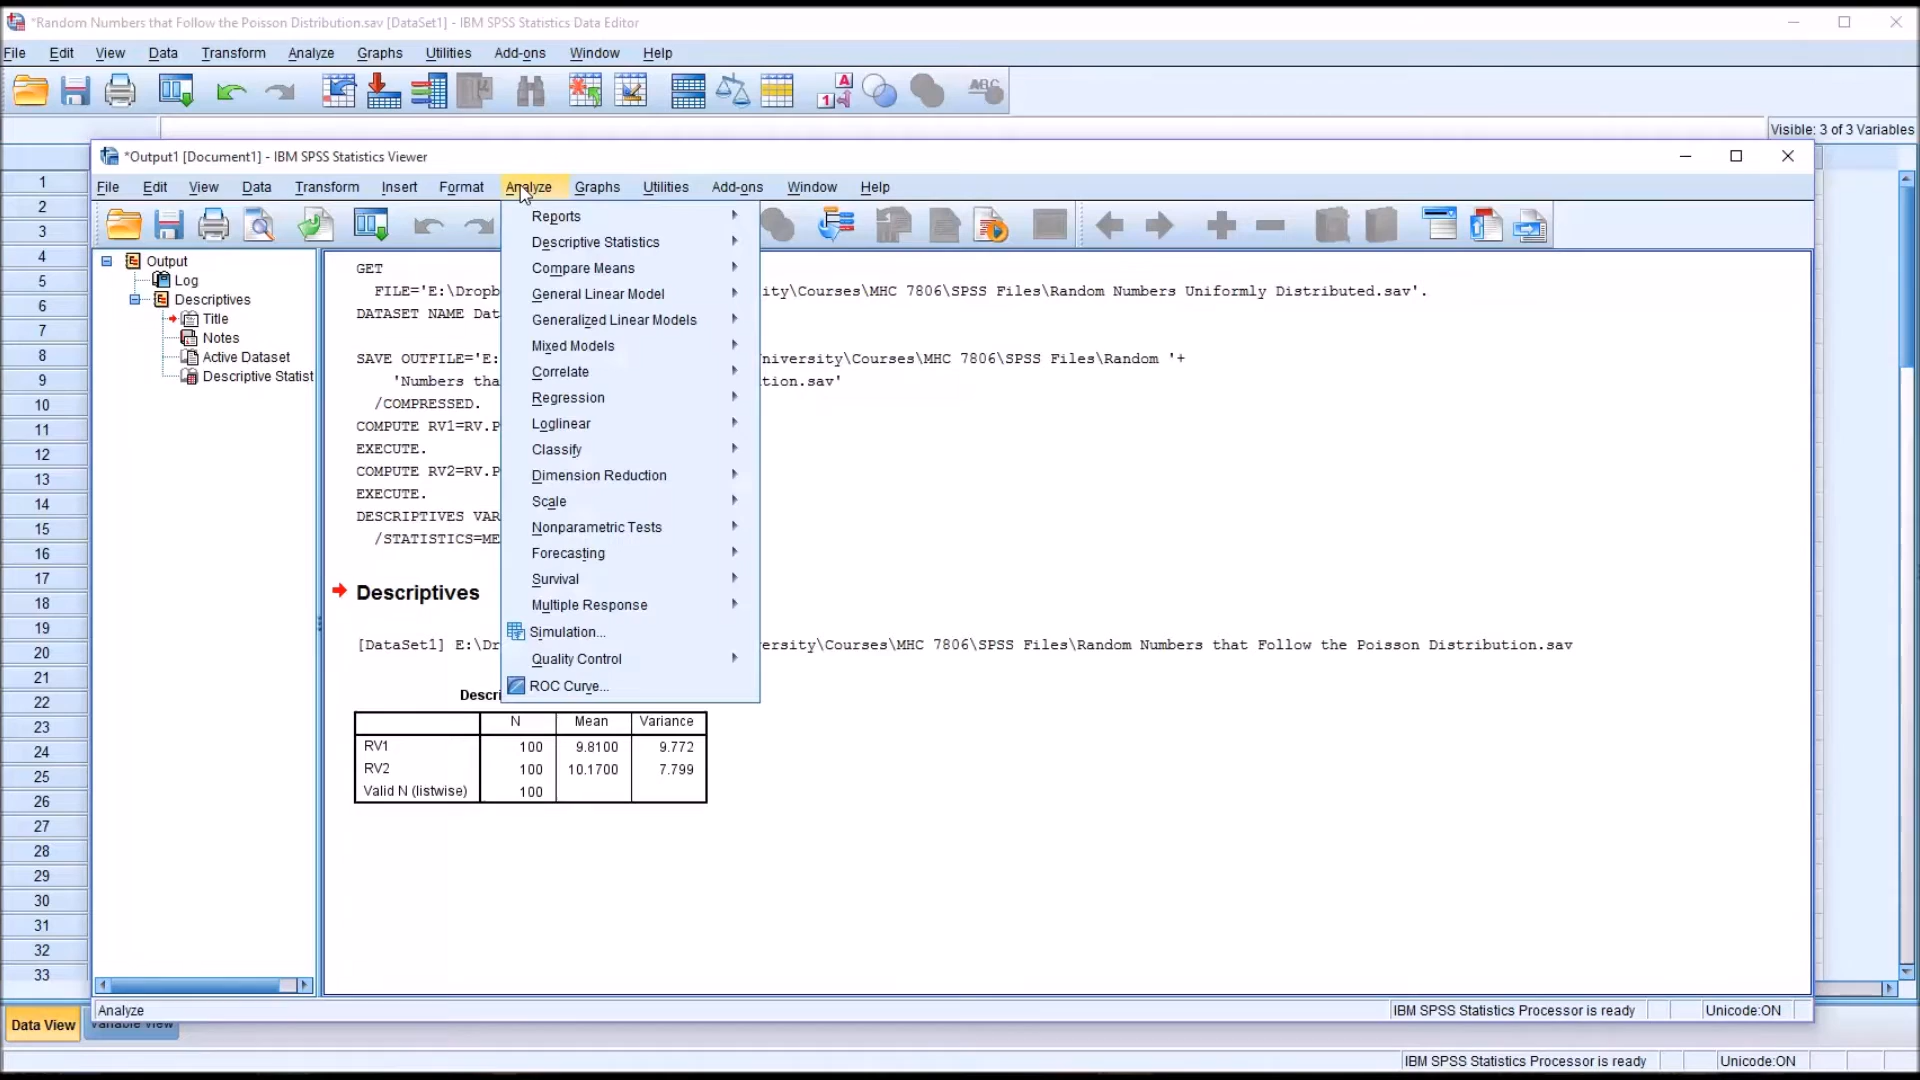 *Random Numbers that Follow the Poisson Distribution.sav [DataSet1] - IBM SPSS Statistics Data Editor
File Edit View Data Transform Analyze Graphs Utilities Add-ons Window Help
1 A ABC
Visible: 3 of 3 Variables
*Output1 [Document1] - IBM SPSS Statistics Viewer
File Edit View Data Transform Insert Format Analyze Graphs Utilities Add-ons Window Help
Reports
Descriptive Statistics
Compare Means
General Linear Model
Generalized Linear Models
Mixed Models
Correlate
Regression
Loglinear
Classify
Dimension Reduction
Scale
Nonparametric Tests
Forecasting
Survival
Multiple Response
Simulation...
Quality Control
ROC Curve...
Output
Log
Descriptives
Title
Notes
Active Dataset
Descriptive Statist
GET
FILE='E:\Dropb ity\Courses\MHC 7806\SPSS Files\Random Numbers Uniformly Distributed.sav'.
DATASET NAME Dat
SAVE OUTFILE='E: niversity\Courses\MHC 7806\SPSS Files\Random '+
'Numbers tha tion.sav'
/COMPRESSED.
COMPUTE RV1=RV.P
EXECUTE.
COMPUTE RV2=RV.P
EXECUTE.
DESCRIPTIVES VAR
/STATISTICS=ME
Descriptives
[DataSet1] E:\Dr ersity\Courses\MHC 7806\SPSS Files\Random Numbers that Follow the Poisson Distribution.sav
Descri
N Mean Variance
RV1 100 9.8100 9.772
RV2 100 10.1700 7.799
Valid N (listwise) 100
1
2
3
4
5
6
7
8
9
10
11
12
13
14
15
16
17
18
19
20
21
22
23
24
25
26
27
28
29
30
31
32
33
Analyze IBM SPSS Statistics Processor is ready Unicode:ON
Data View Variable View
IBM SPSS Statistics Processor is ready Unicode:ON